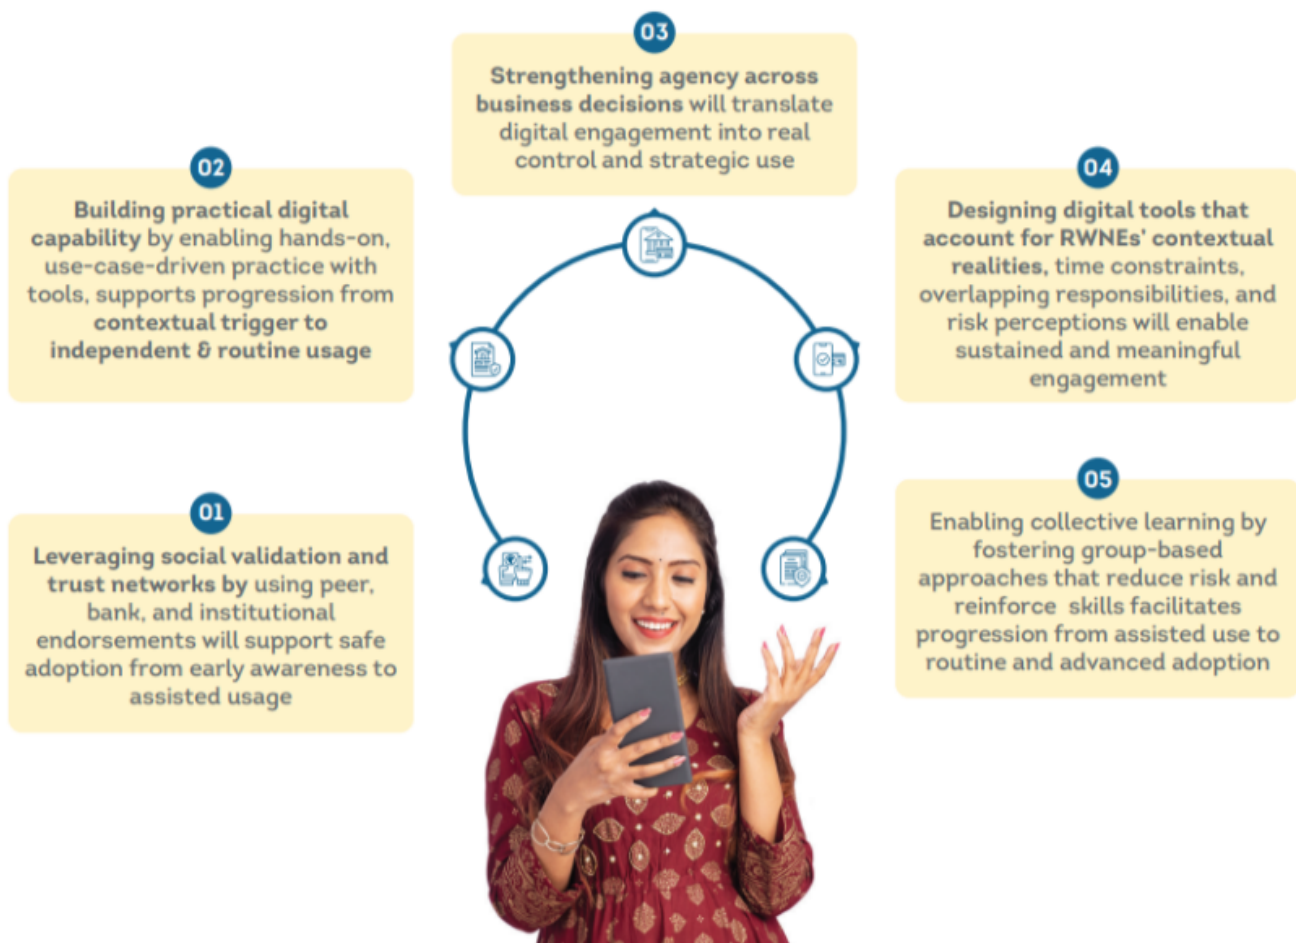 03
Strengthening agency across
business decisions will translate
digital engagement into real
control and strategic use
02
Building practical digital
capability by enabling hands-on,
use-case-driven practice with
tools, supports progression from
contextual trigger to
independent & routine usage
04
Designing digital tools that
account for RWNEs' contextual
realities, time constraints,
overlapping responsibilities, and
risk perceptions will enable
sustained and meaningful
engagement
01
Leveraging social validation and
trust networks by using peer,
bank, and institutional
endorsements will support safe
adoption from early awareness to
assisted usage
05
Enabling collective learning by
fostering group-based
approaches that reduce risk and
reinforce skills facilitates
progression from assisted use to
routine and advanced adoption